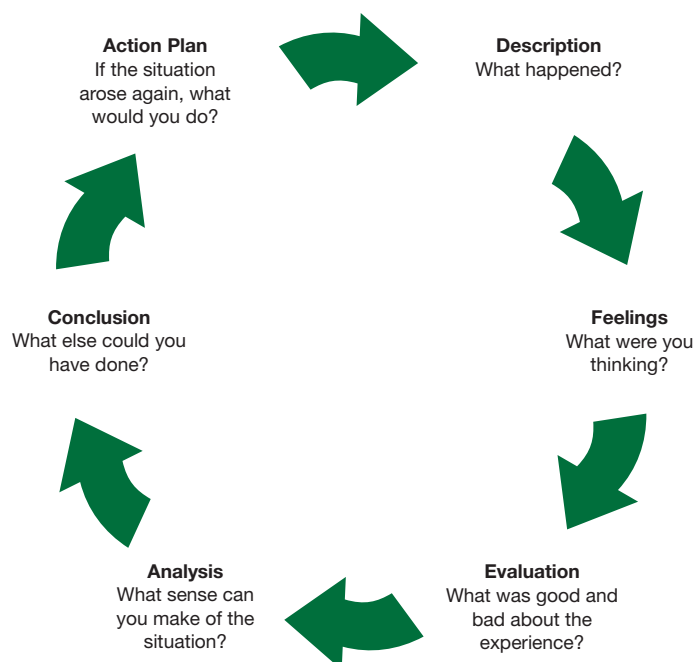 Action Plan
If the situation
arose again, what
would you do?
Description
What happened?
Feelings
What were you
thinking?
Evaluation
What was good and
bad about the
experience?
Analysis
What sense can
you make of the
situation?
Conclusion
What else could you
have done?